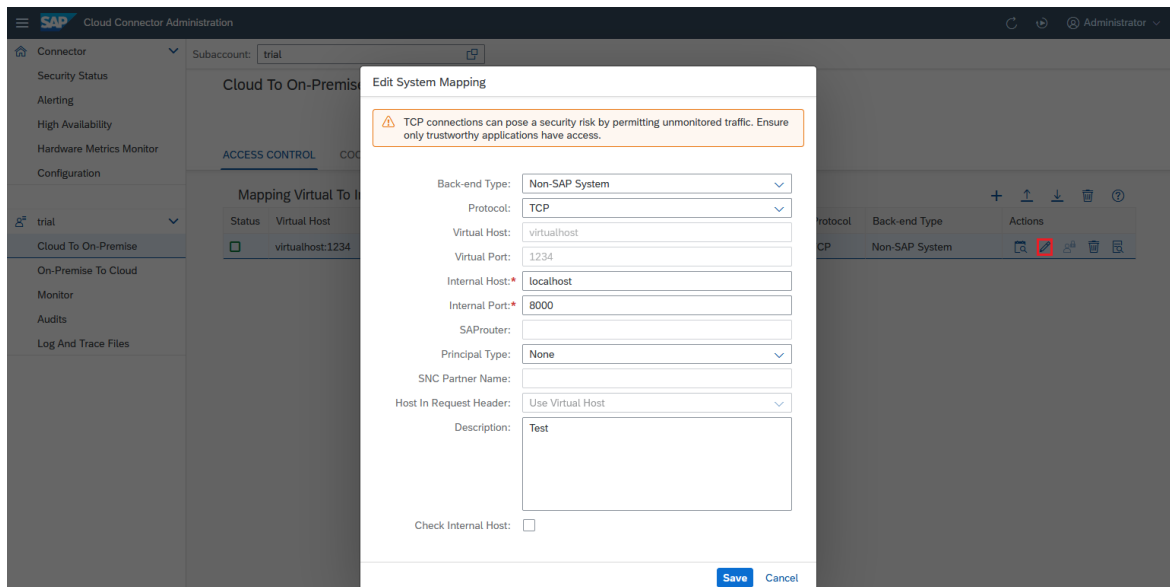 SAP Cloud Connector Administration
Administrator
Connector
Security Status
Alerting
High Availability
Hardware Metrics Monitor
Configuration
trial
Cloud To On-Premise
On-Premise To Cloud
Monitor
Audits
Log And Trace Files
Subaccount: trial
Cloud To On-Premise
ACCESS CONTROL
Mapping Virtual To
Status Virtual Host Protocol Back-end Type Actions
virtualhost:1234 TCP Non-SAP System
Edit System Mapping
TCP connections can pose a security risk by permitting unmonitored traffic. Ensure
only trustworthy applications have access.
Back-end Type: Non-SAP System
Protocol: TCP
Virtual Host: virtualhost
Virtual Port: 1234
Internal Host:* localhost
Internal Port:* 8000
SAProuter:
Principal Type: None
SNC Partner Name:
Host In Request Header: Use Virtual Host
Description: Test
Check Internal Host:
Save Cancel